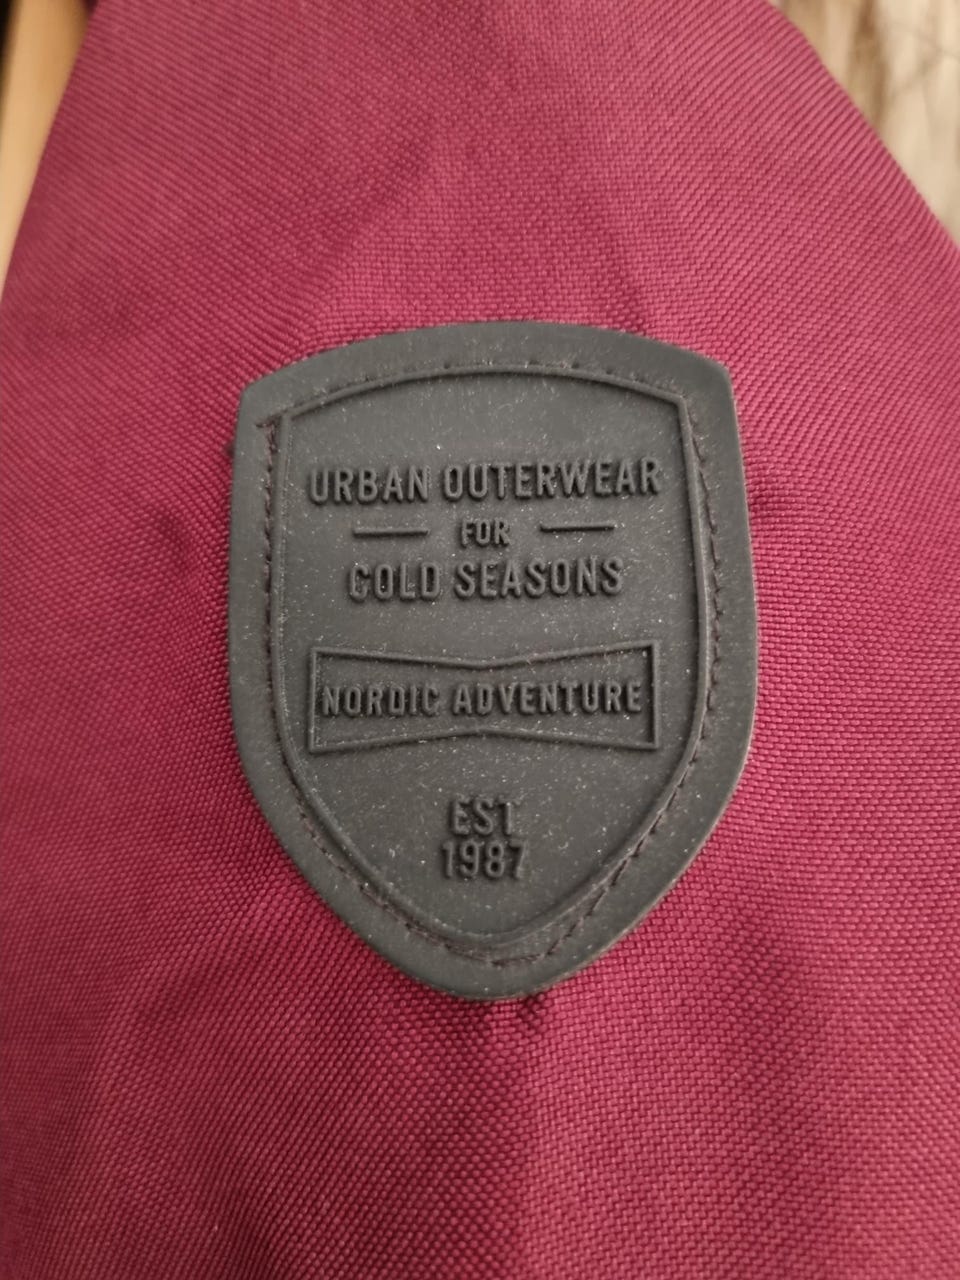 URBAN OUTERWEAR
FOR
COLD SEASONS
NORDIC ADVENTURE
EST
1987